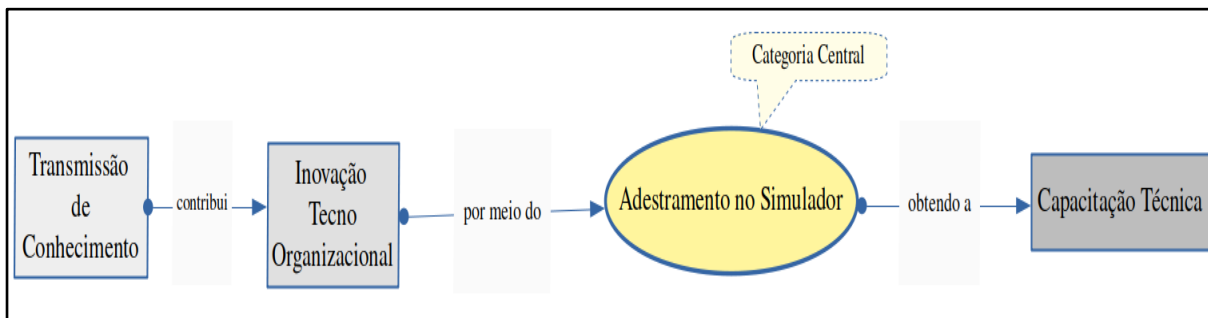 Categoria Central
Transmissão
de
Conhecimento
contribui
Inovação
Tecno
Organizacional
por meio do
Adestramento no Simulador
obtendo a
Capacitação Técnica